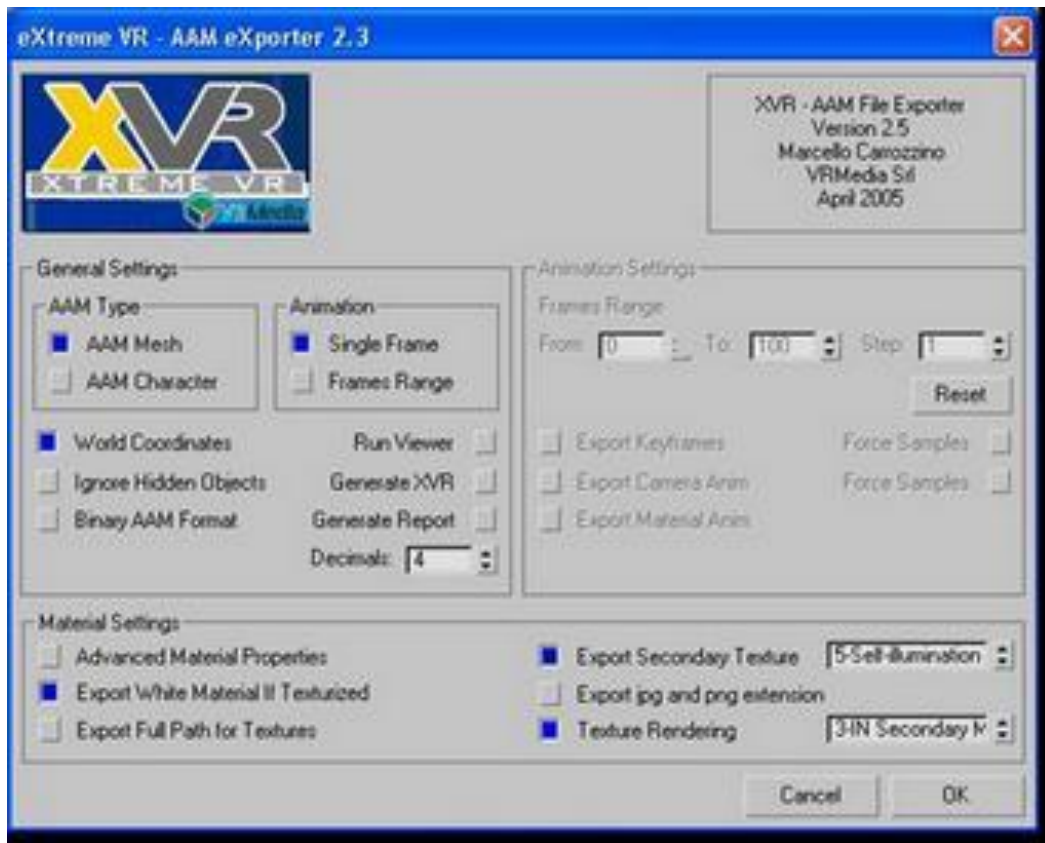 eXtreme VR - AAM eXporter 2.3
XVR
EXTREME VR
VRMedia
XVR - AAM File Exporter
Version 2.5
Marcello Carrozzino
VRMedia Srl
April 2005
General Settings
AAM Type
AAM Mesh
AAM Character
Animation
Single Frame
Frames Range
World Coordinates
Run Viewer
Ignore Hidden Objects
Generate XVR
Binary AAM Format
Generate Report
Decimals: 4
Animation Settings
Frames Range
From: 0 To: 100 Step: 1
Reset
Export Keyframes Force Samples
Export Camera Anim Force Samples
Export Material Anim
Material Settings
Advanced Material Properties
Export White Material If Texturized
Export Full Path for Textures
Export Secondary Texture 5-Self-illumination
Export jpg and png extension
Texture Rendering 3-IN Secondary M
Cancel OK